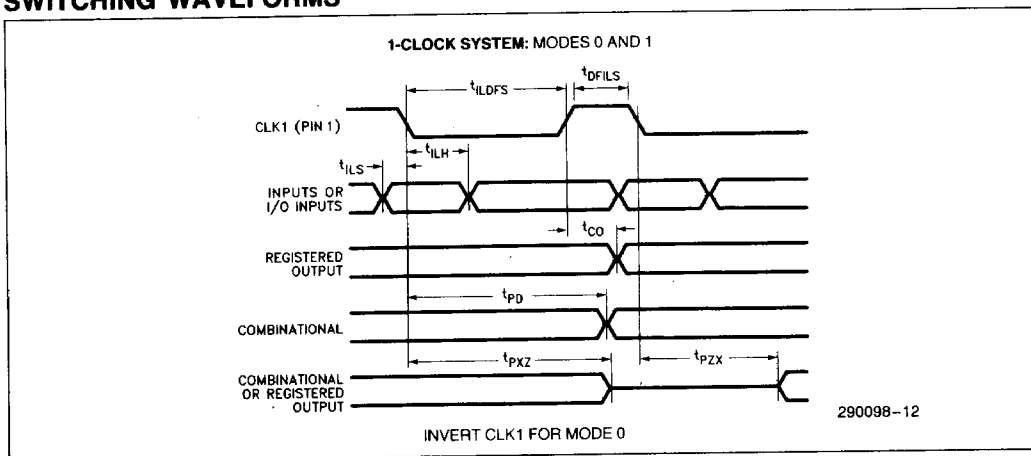 SWITCHING WAVEFORMS
1-CLOCK SYSTEM: MODES 0 AND 1
tILDFS
tDFILS
CLK1 (PIN 1)
tILS
tILH
INPUTS OR
I/O INPUTS
tCO
REGISTERED
OUTPUT
tPD
COMBINATIONAL
tPXZ
tPZX
COMBINATIONAL
OR REGISTERED
OUTPUT
290098-12
INVERT CLK1 FOR MODE 0